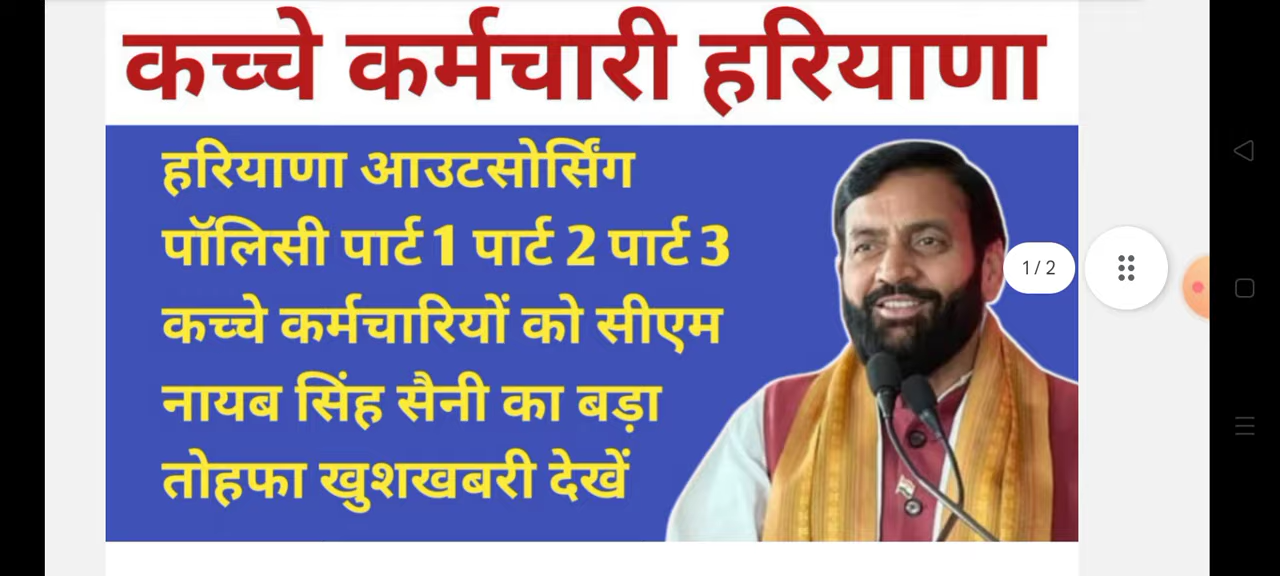 कच्चे कर्मचारी हरियाणा
हरियाणा आउटसोर्सिंग
पॉलिसी पार्ट 1 पार्ट 2 पार्ट 3
कच्चे कर्मचारियों को सीएम
नायब सिंह सैनी का बड़ा
तोहफा खुशखबरी देखें
1 / 2